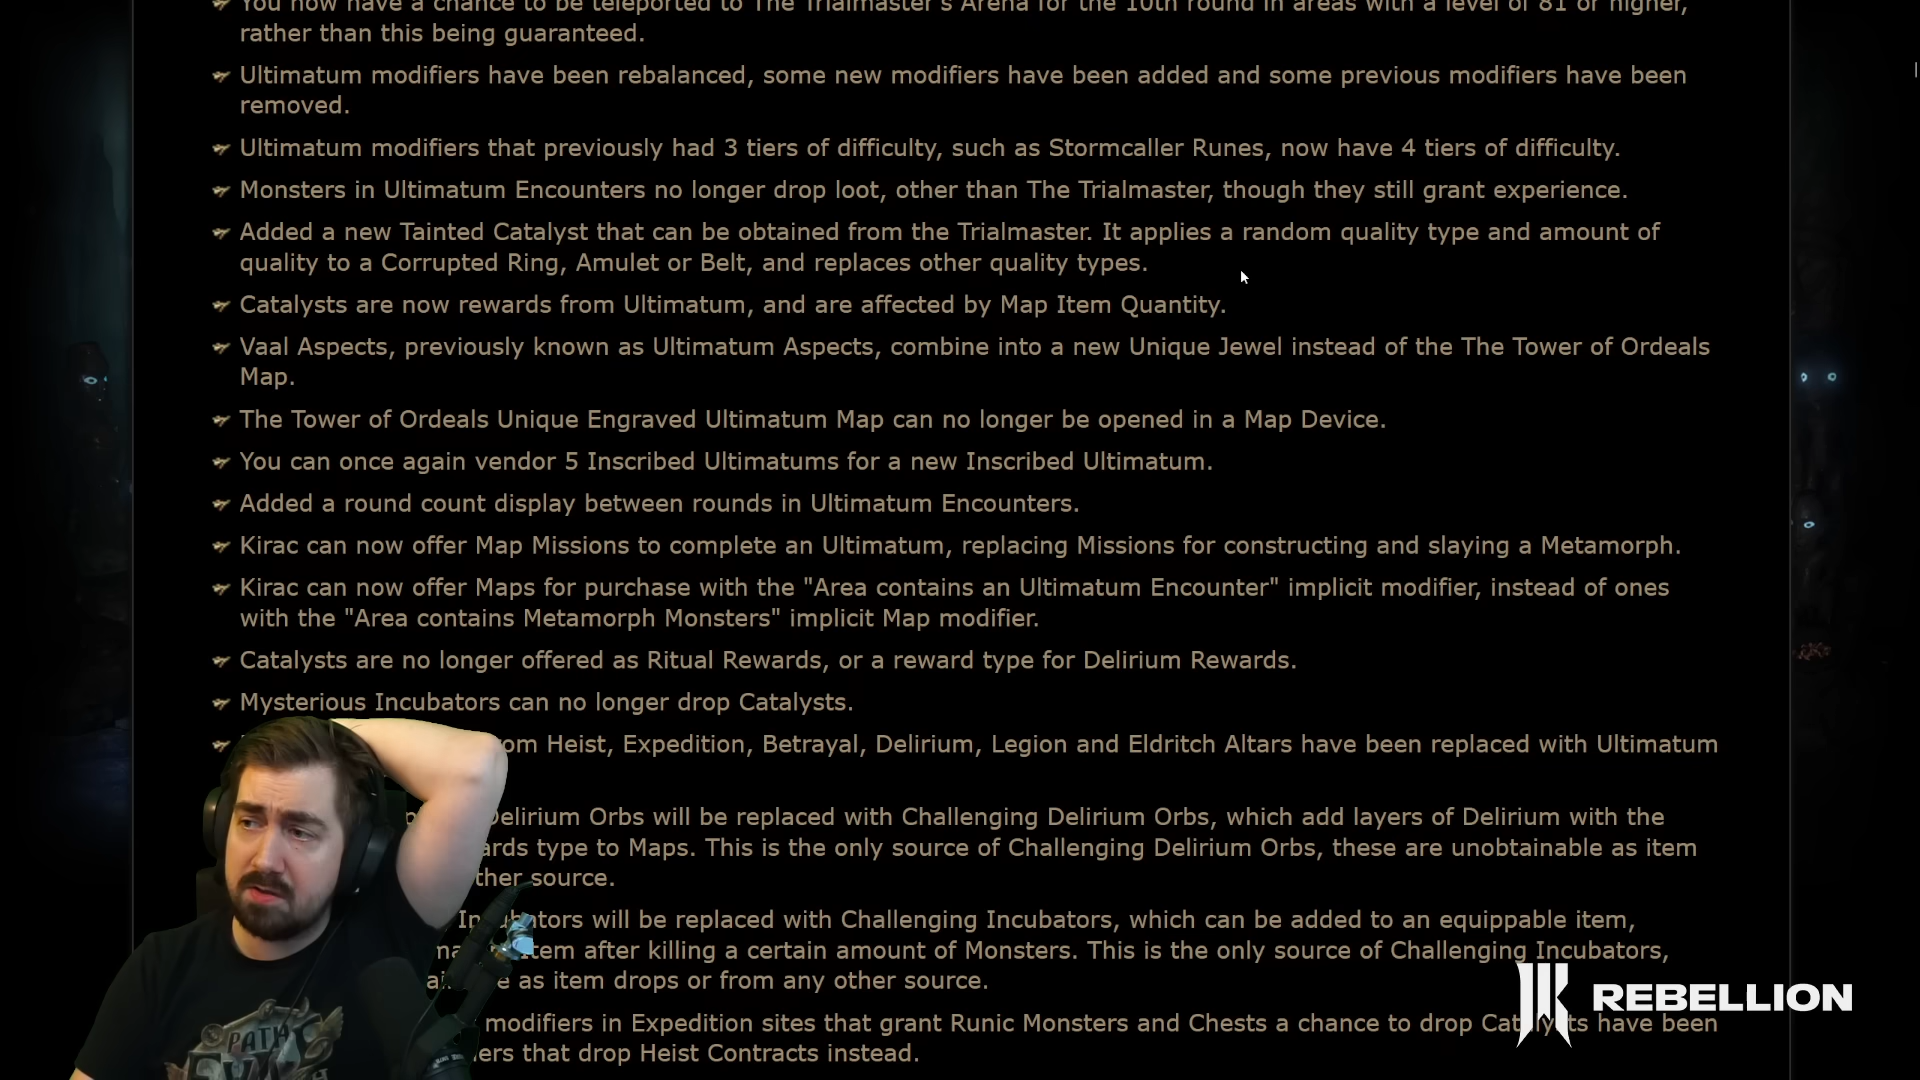 You now have a chance to be teleported to The Trialmaster's Arena for the 10th round in areas with a level of 81 or higher,
rather than this being guaranteed.
Ultimatum modifiers have been rebalanced, some new modifiers have been added and some previous modifiers have been
removed.
Ultimatum modifiers that previously had 3 tiers of difficulty, such as Stormcaller Runes, now have 4 tiers of difficulty.
Monsters in Ultimatum Encounters no longer drop loot, other than The Trialmaster, though they still grant experience.
Added a new Tainted Catalyst that can be obtained from the Trialmaster. It applies a random quality type and amount of
quality to a Corrupted Ring, Amulet or Belt, and replaces other quality types.
Catalysts are now rewards from Ultimatum, and are affected by Map Item Quantity.
Vaal Aspects, previously known as Ultimatum Aspects, combine into a new Unique Jewel instead of the The Tower of Ordeals
Map.
The Tower of Ordeals Unique Engraved Ultimatum Map can no longer be opened in a Map Device.
You can once again vendor 5 Inscribed Ultimatums for a new Inscribed Ultimatum.
Added a round count display between rounds in Ultimatum Encounters.
Kirac can now offer Map Missions to complete an Ultimatum, replacing Missions for constructing and slaying a Metamorph.
Kirac can now offer Maps for purchase with the "Area contains an Ultimatum Encounter" implicit modifier, instead of ones
with the "Area contains Metamorph Monsters" implicit Map modifier.
Catalysts are no longer offered as Ritual Rewards, or a reward type for Delirium Rewards.
Mysterious Incubators can no longer drop Catalysts.
Heist, Expedition, Betrayal, Delirium, Legion and Eldritch Altars have been replaced with Ultimatum
Delirium Orbs will be replaced with Challenging Delirium Orbs, which add layers of Delirium with the
type to Maps. This is the only source of Challenging Delirium Orbs, these are unobtainable as item
source.
Incubators will be replaced with Challenging Incubators, which can be added to an equippable item,
item after killing a certain amount of Monsters. This is the only source of Challenging Incubators,
as item drops or from any other source.
modifiers in Expedition sites that grant Runic Monsters and Chests a chance to drop Catalysts have been
that drop Heist Contracts instead.
REBELLION
PATH